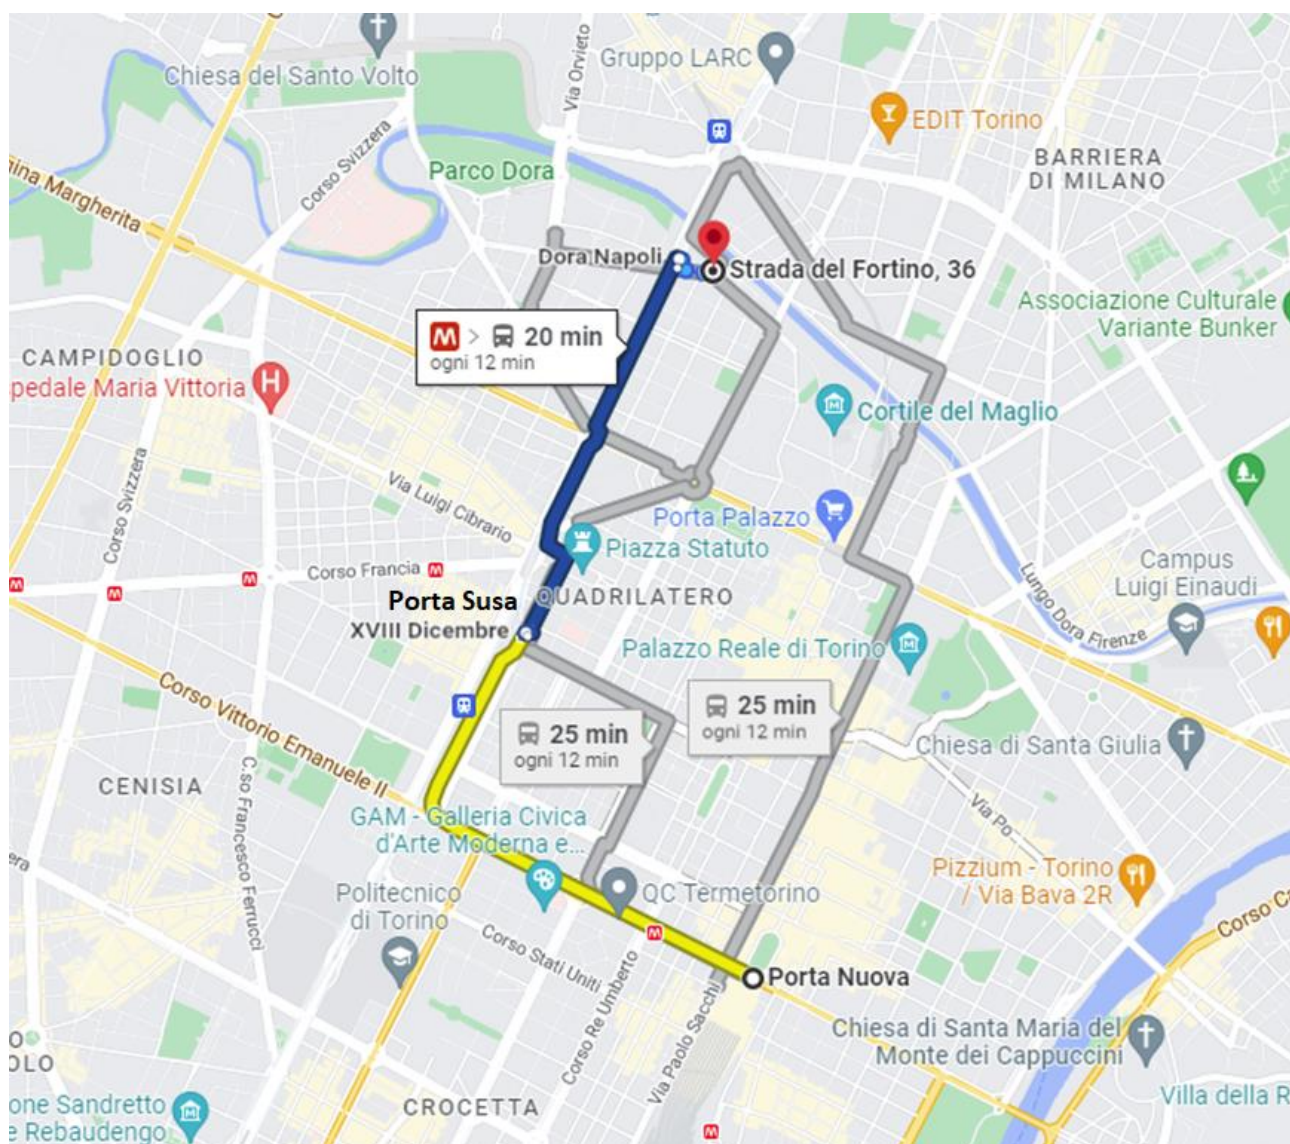 Chiesa del Santo Volto
Via Orvieto
Gruppo LARC
EDIT Torino
BARRIERA
DI MILANO
Corso Svizzera
Parco Dora
gina Margherita
Dora Napoli
Strada del Fortino, 36
Associazione Culturale
Variante Bunker
M > 20 min
ogni 12 min
CAMPIDOGLIO
spedale Maria Vittoria
H
Cortile del Maglio
Corso Svizzera
Via Luigi Cibrario
Porta Palazzo
Piazza Statuto
Corso Francia
Campus
Luigi Einaudi
Lungo Dora Firenze
Porta Susa
QUADRILATERO
XVIII Dicembre
Palazzo Reale di Torino
Corso Vittorio Emanuele II
25 min
ogni 12 min
25 min
ogni 12 min
Chiesa di Santa Giulia
CENISIA
C.so Francesco Ferrucci
GAM - Galleria Civica
d'Arte Moderna e...
Via Po
Pizzium - Torino
/ Via Bava 2R
Politecnico
di Torino
QC Termetorino
Corso Ca
Corso Stati Uniti
Corso Re Umberto
Via Paolo Sacchi
Porta Nuova
Chiesa di Santa Maria del
Monte dei Cappuccini
OLO
CROCETTA
Villa della R
one Sandretto
e Rebaudengo